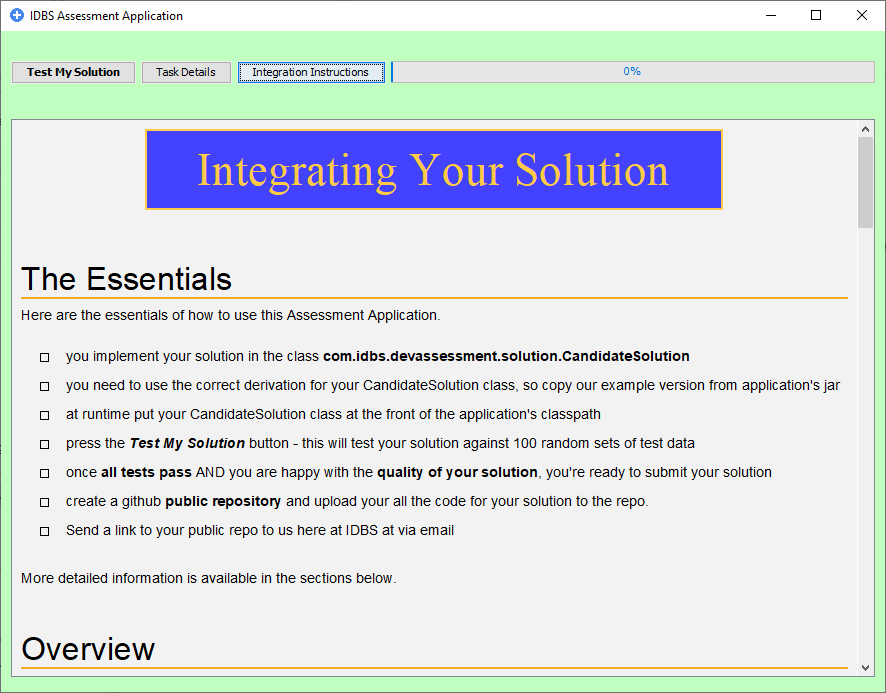 IDBS Assessment Application
Test My Solution
Task Details
Integration Instructions
0%
Integrating Your Solution
The Essentials
Here are the essentials of how to use this Assessment Application.
you implement your solution in the class com.idbs.devassessment.solution.CandidateSolution
you need to use the correct derivation for your CandidateSolution class, so copy our example version from application's jar
at runtime put your CandidateSolution class at the front of the application's classpath
press the Test My Solution button - this will test your solution against 100 random sets of test data
once all tests pass AND you are happy with the quality of your solution, you're ready to submit your solution
create a github public repository and upload your all the code for your solution to the repo.
Send a link to your public repo to us here at IDBS at via email
More detailed information is available in the sections below.
Overview